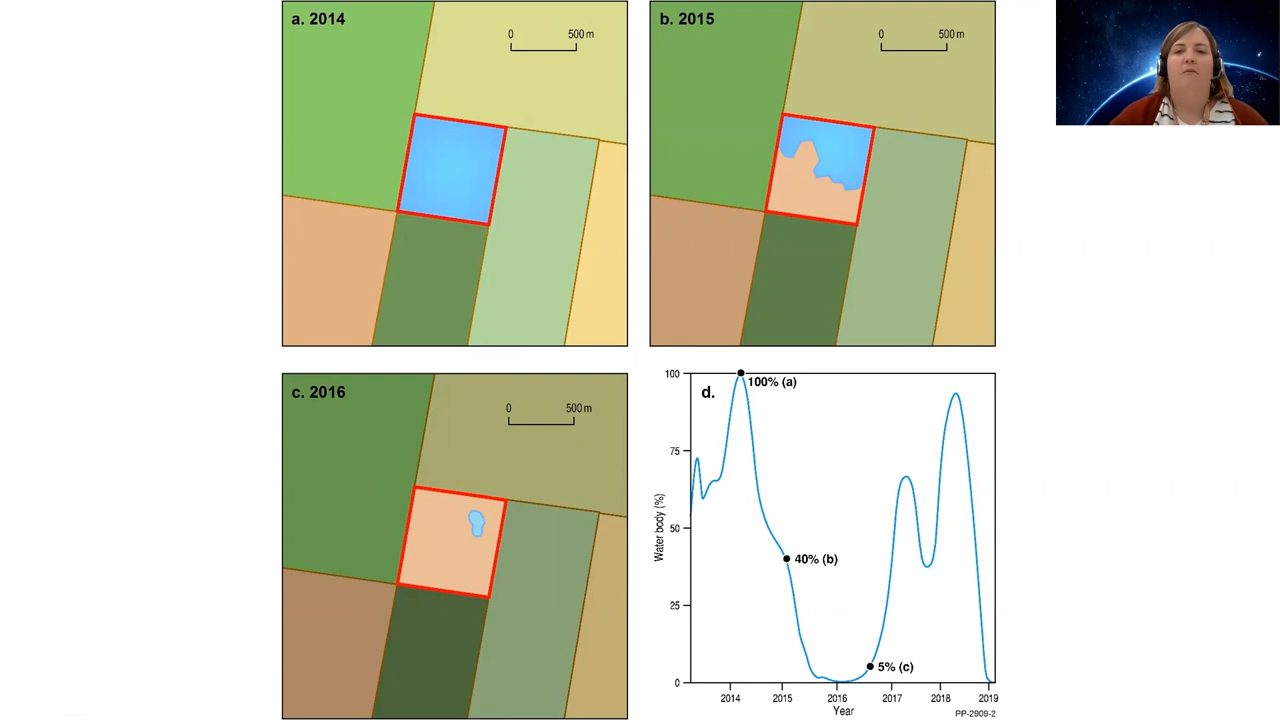 a. 2014
0 500 m
b. 2015
0 500 m
c. 2016
0 500 m
d.
100
75
50
25
0
Water body (%)
100% (a)
40% (b)
5% (c)
2014 2015 2016 2017 2018 2019
Year
PP-2909-2